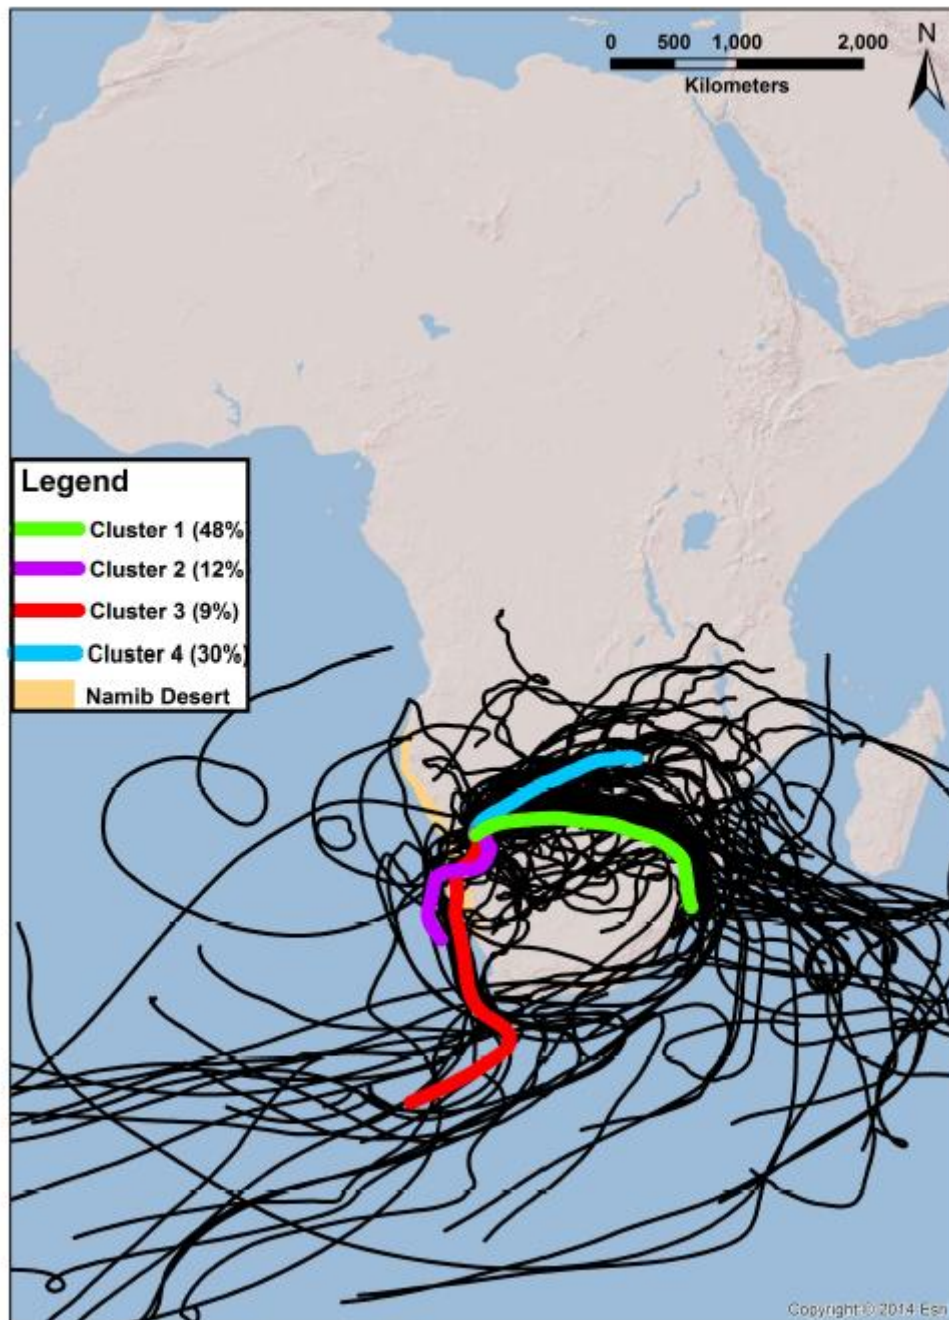 N
0 500 1,000 2,000
Kilometers
Legend
Cluster 1 (48%
Cluster 2 (12%
Cluster 3 (9%)
Cluster 4 (30%)
Namib Desert
Copyright:© 2014 Esri